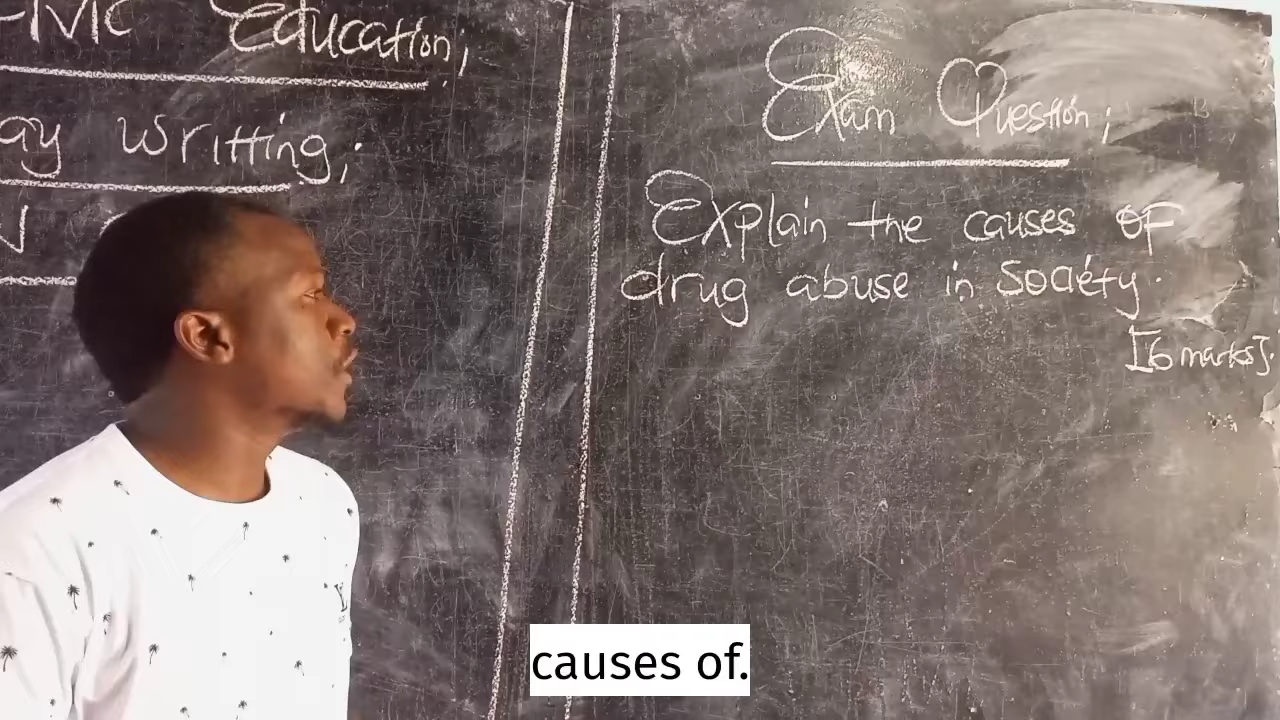 Education;
writting;
Exam Question;
Explain the causes OF
drug abuse in Society.
[6 marks].
causes of.